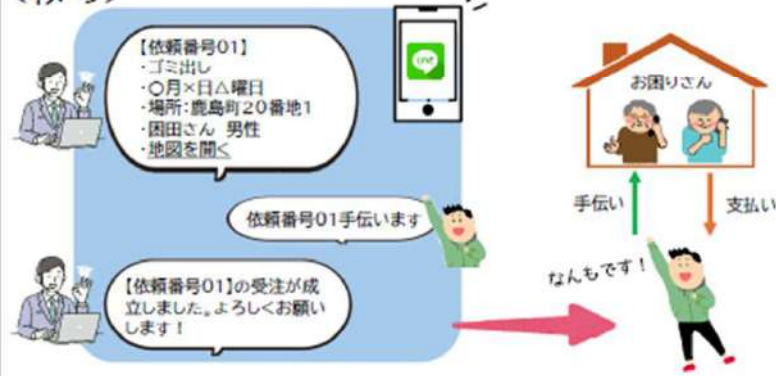 【依頼番号01】
・ゴミ出し
・〇月×日△曜日
・場所：鹿島町20番地1
・困田さん 男性
・地図を開く
LINE
依頼番号01手伝います
【依頼番号01】の受注が成
立しました。よろしくお願い
します！
お困りさん
手伝い
支払い
なんもです！